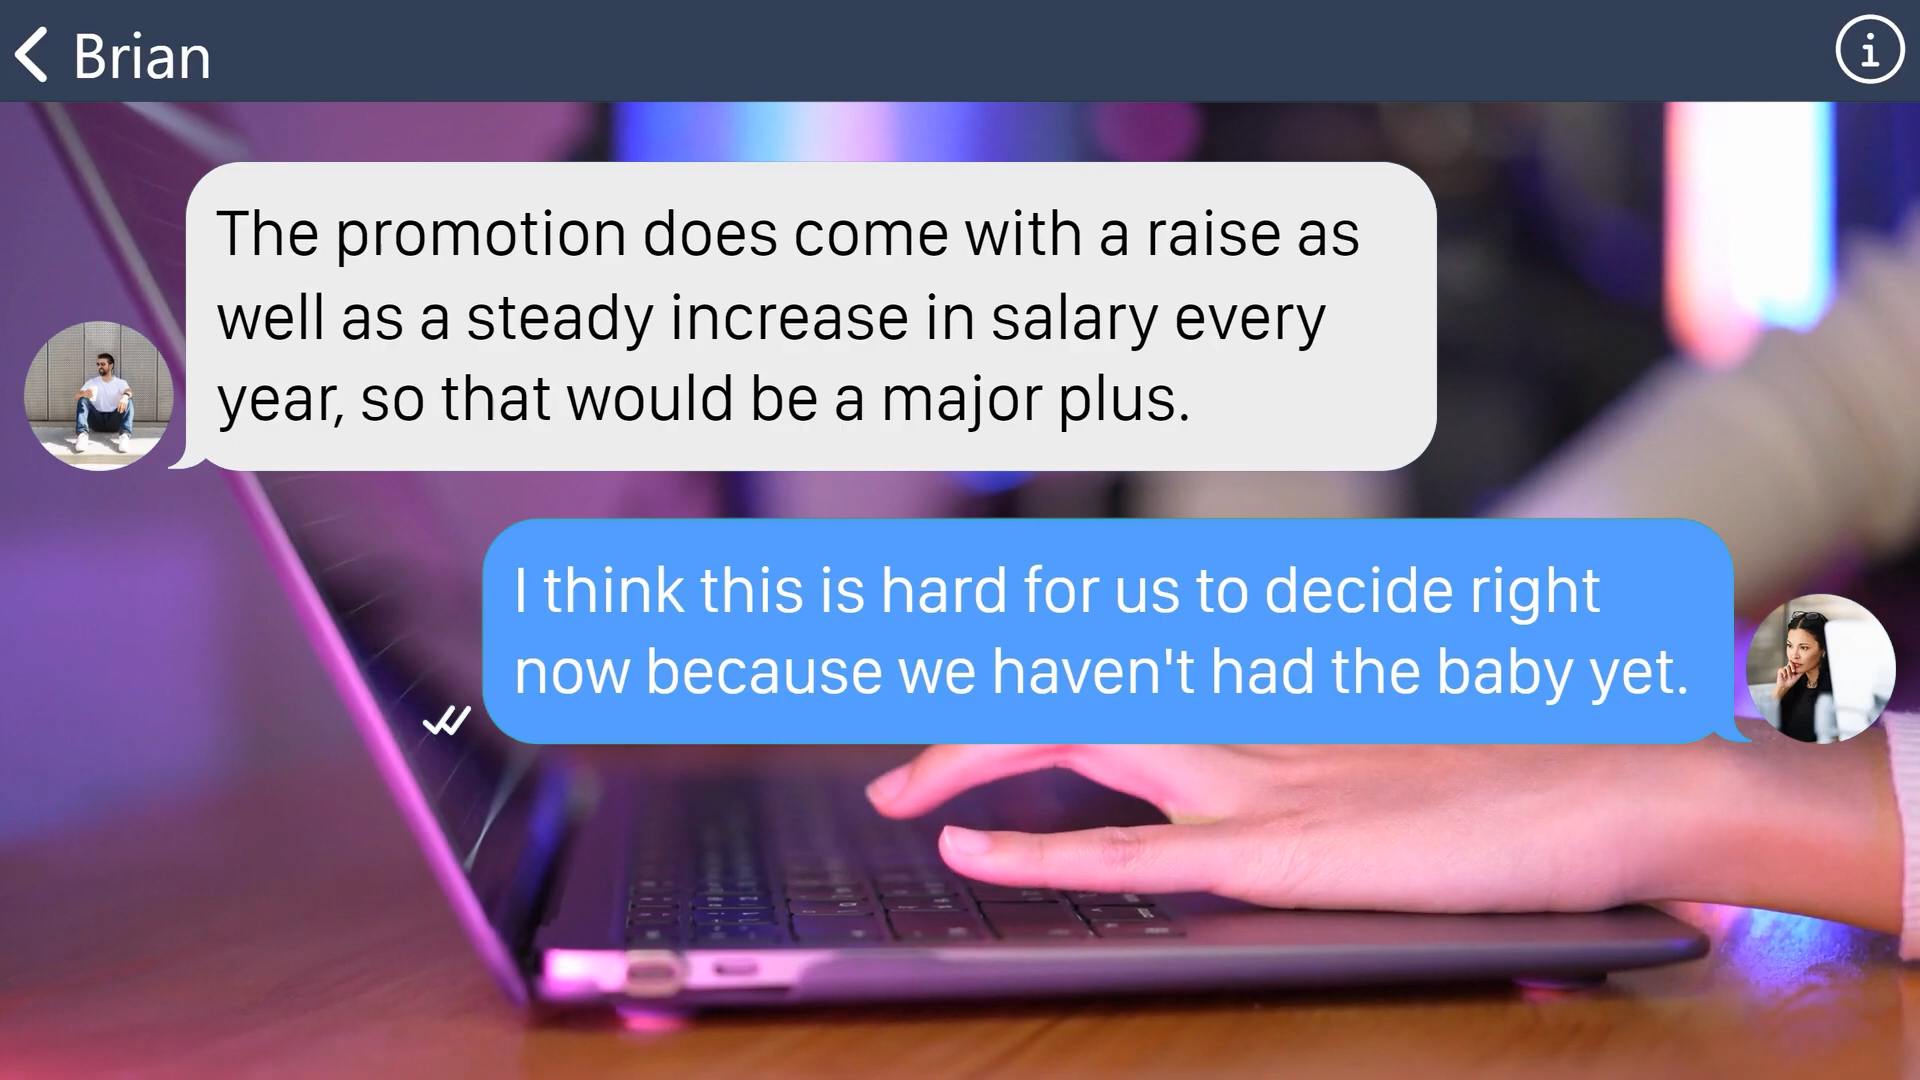 Brian
The promotion does come with a raise as
well as a steady increase in salary every
year, so that would be a major plus.
I think this is hard for us to decide right
now because we haven't had the baby yet.